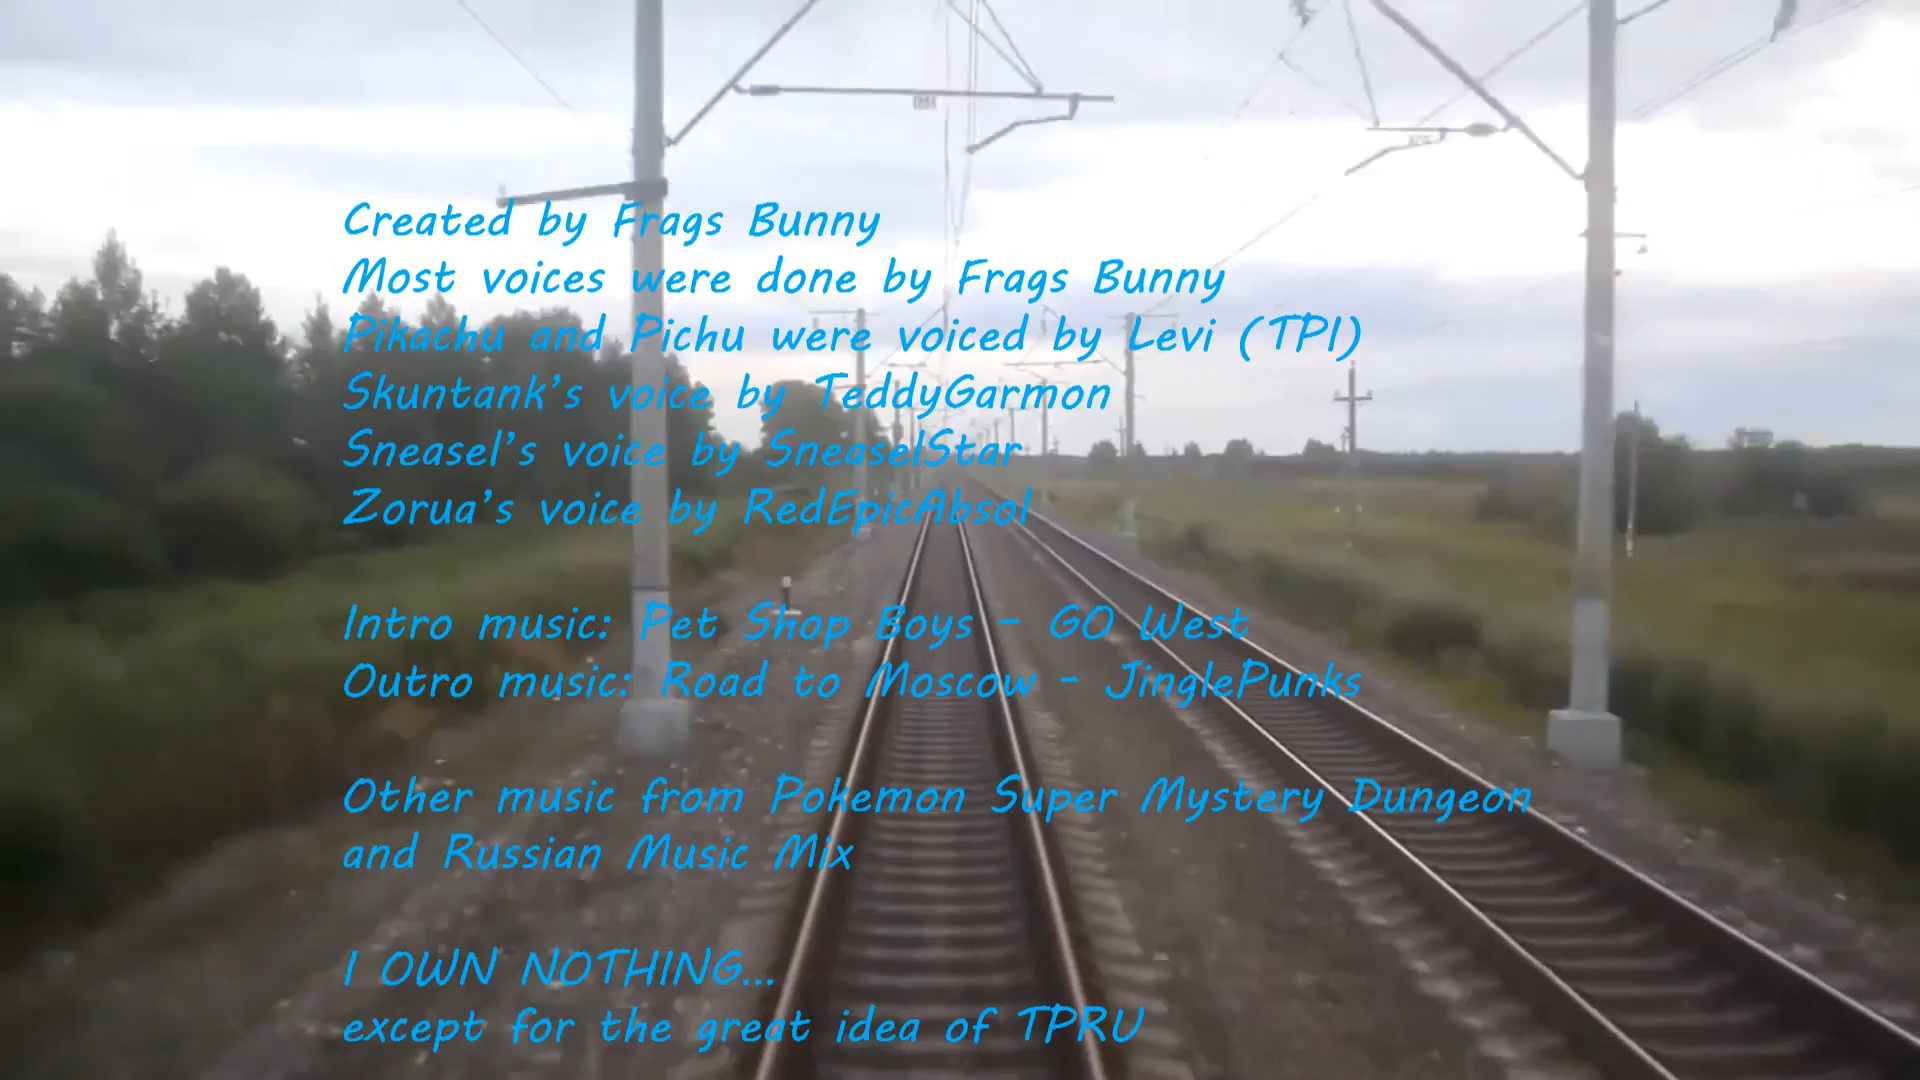 Created by Frags Bunny
Most voices were done by Frags Bunny
Pikachu and Pichu were voiced by Levi (TPI)
Skuntank's voice by TeddyGarmon
Sneasel's voice by SneaselStar
Zorua's voice by RedEpicAbsol
Intro music: Pet Shop Boys - GO West
Outro music: Road to Moscow - JinglePunks
Other music from Pokemon Super Mystery Dungeon
and Russian Music Mix
I OWN NOTHING...
except for the great idea of TPRU